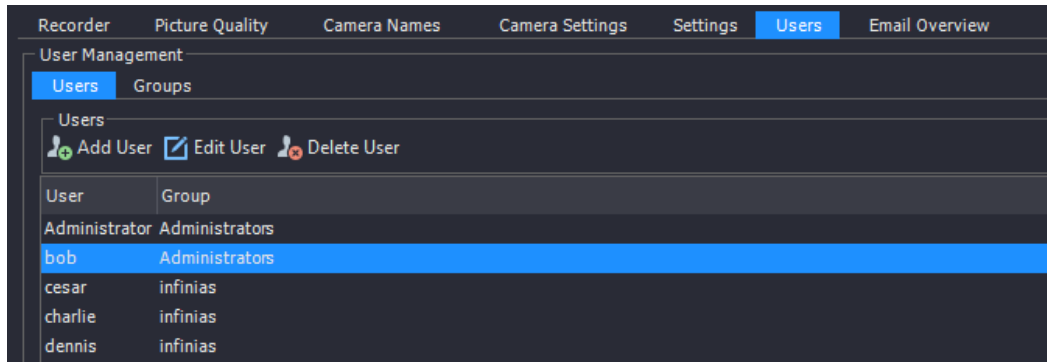 Recorder Picture Quality Camera Names Camera Settings Settings Users Email Overview
User Management
Users Groups
Users
Add User Edit User Delete User
User Group
Administrator Administrators
bob Administrators
cesar infinias
charlie infinias
dennis infinias